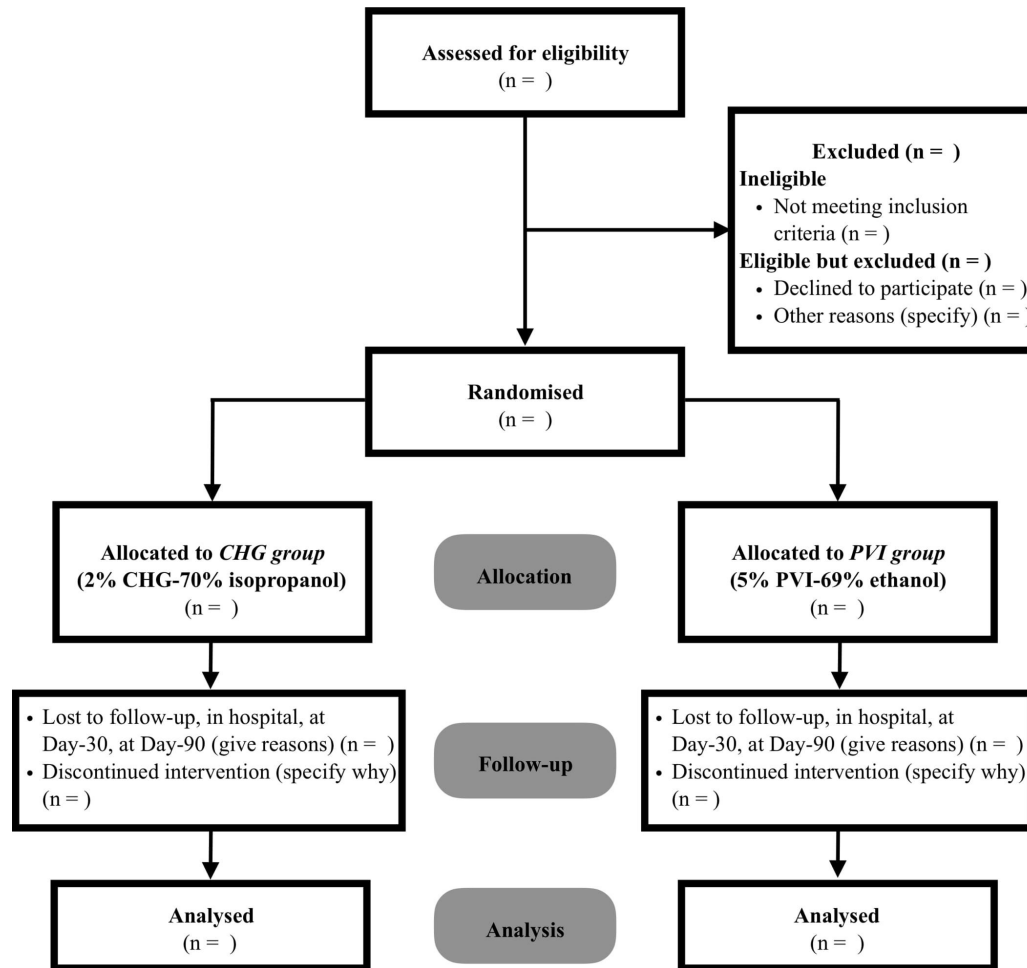 Assessed for eligibility
(n =  )
Excluded (n =  )
Ineligible
• Not meeting inclusion
criteria (n = )
Eligible but excluded (n = )
• Declined to participate (n = )
• Other reasons (specify) (n = )
Randomised
(n =  )
Allocated to CHG group
(2% CHG-70% isopropanol)
(n =  )
Allocation
Allocated to PVI group
(5% PVI-69% ethanol)
(n =  )
• Lost to follow-up, in hospital, at
Day-30, at Day-90 (give reasons) (n =  )
• Discontinued intervention (specify why)
(n = )
Follow-up
• Lost to follow-up, in hospital, at
Day-30, at Day-90 (give reasons) (n =  )
• Discontinued intervention (specify why)
(n = )
Analysed
(n =  )
Analysis
Analysed
(n =  )